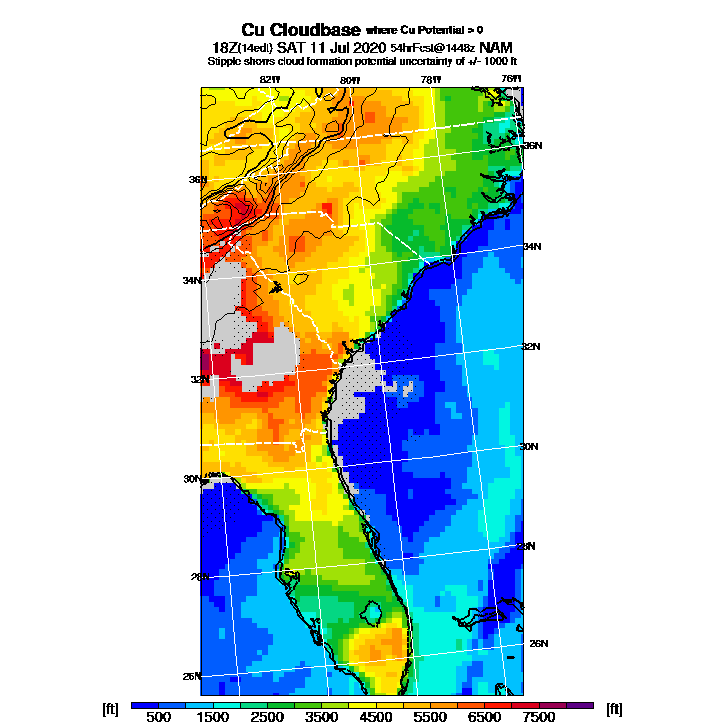 Cu Cloudbase where Cu Potential > 0
18Z(14edt) SAT 11 Jul 2020 54hrFcst@1448z NAM
Stipple shows cloud formation potential uncertainty of +/- 1000 ft
82W 80W 78W 76W
36N 36N
34N 34N
32N 32N
30N 30N
28N 28N
26N 26N
[ft] 500 1500 2500 3500 4500 5500 6500 7500 [ft]